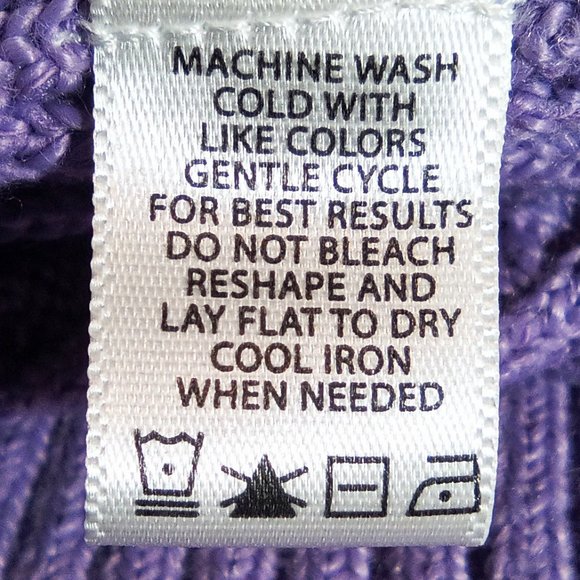 MACHINE WASH
COLD WITH
LIKE COLORS
GENTLE CYCLE
FOR BEST RESULTS
DO NOT BLEACH
RESHAPE AND
LAY FLAT TO DRY
COOL IRON
WHEN NEEDED